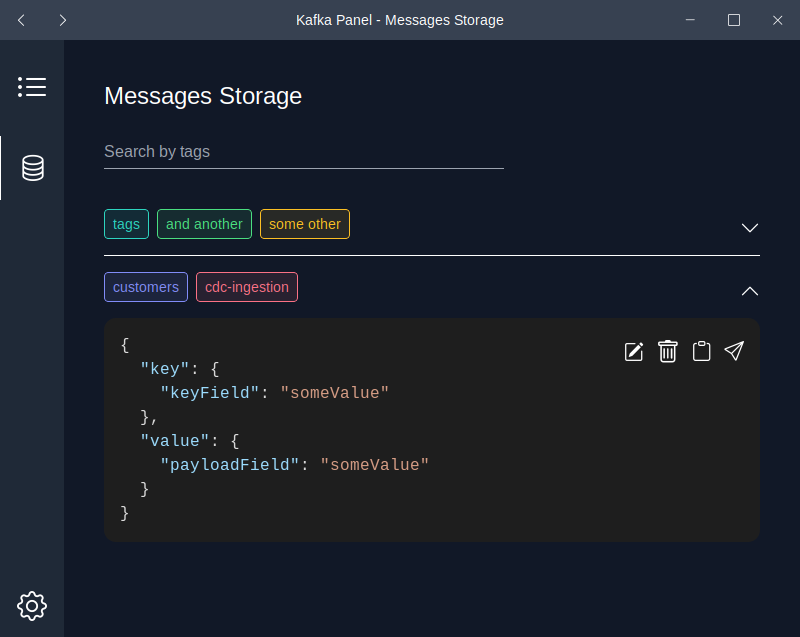 Kafka Panel - Messages Storage
Messages Storage
Search by tags
tags and another some other
customers cdc-ingestion
{
"key": {
"keyField": "someValue"
},
"value": {
"payloadField": "someValue"
}
}